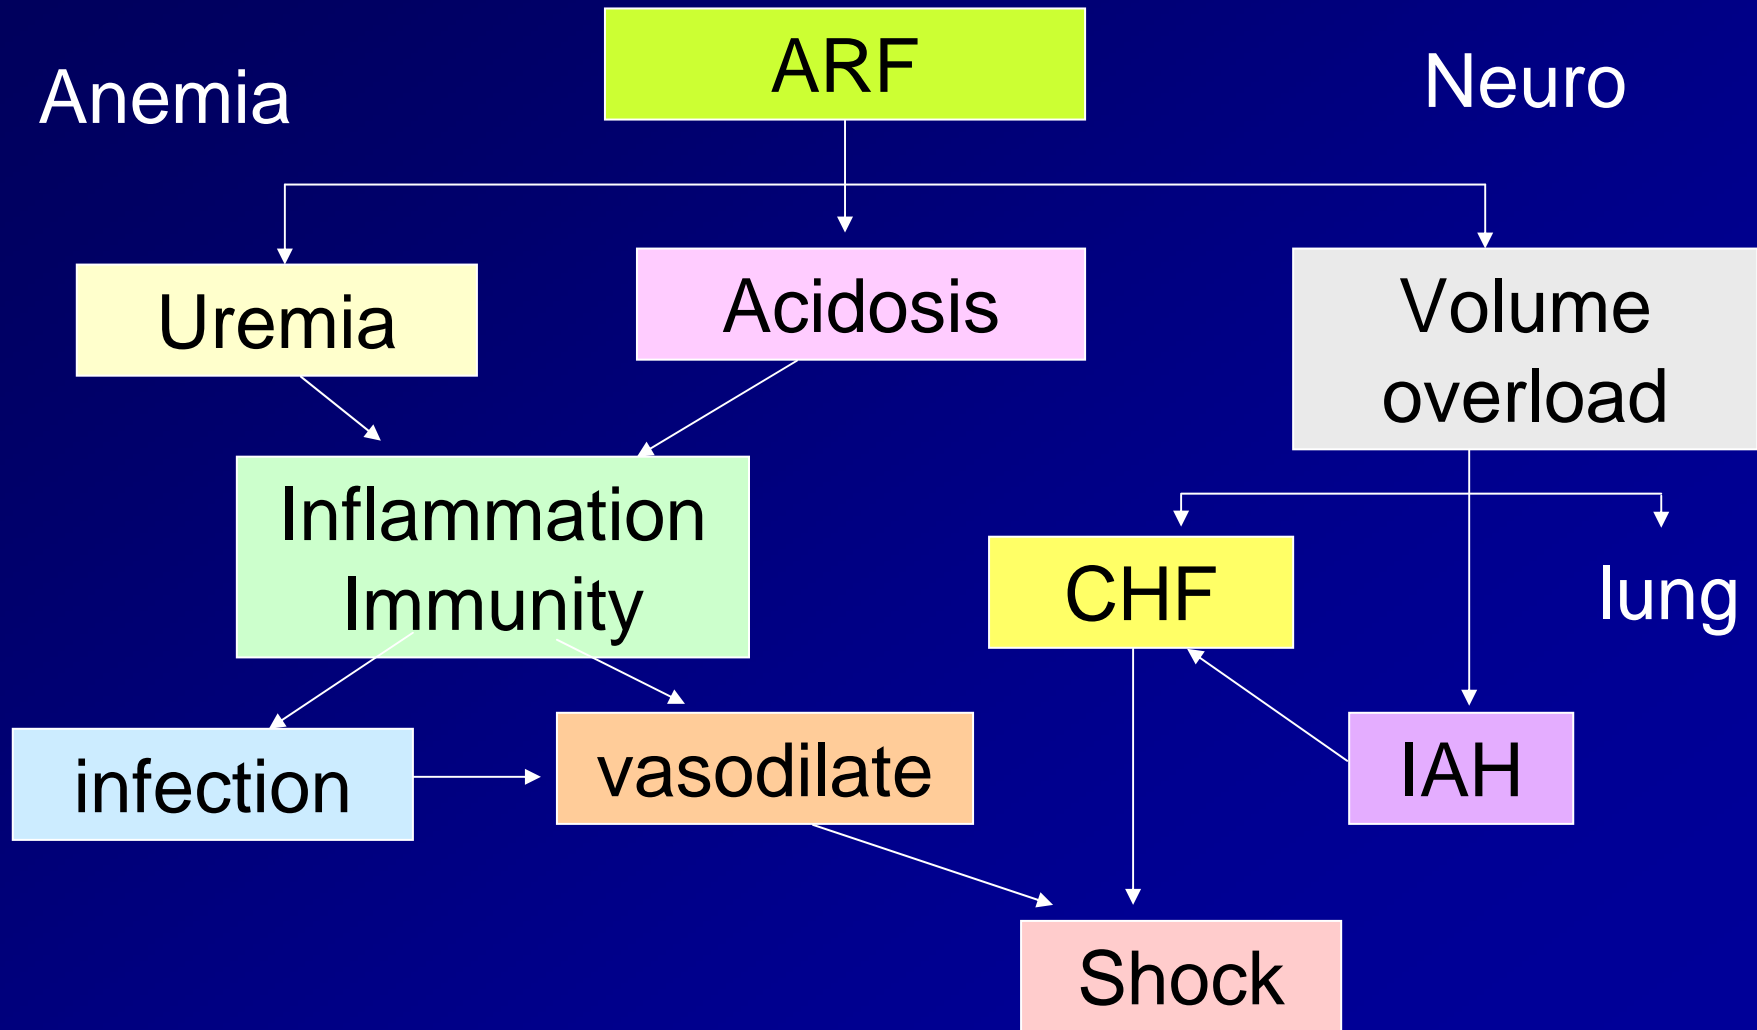 ARF
Anemia
Neuro
Uremia
Acidosis
Volume
overload
Inflammation
Immunity
CHF
lung
infection
vasodilate
IAH
Shock